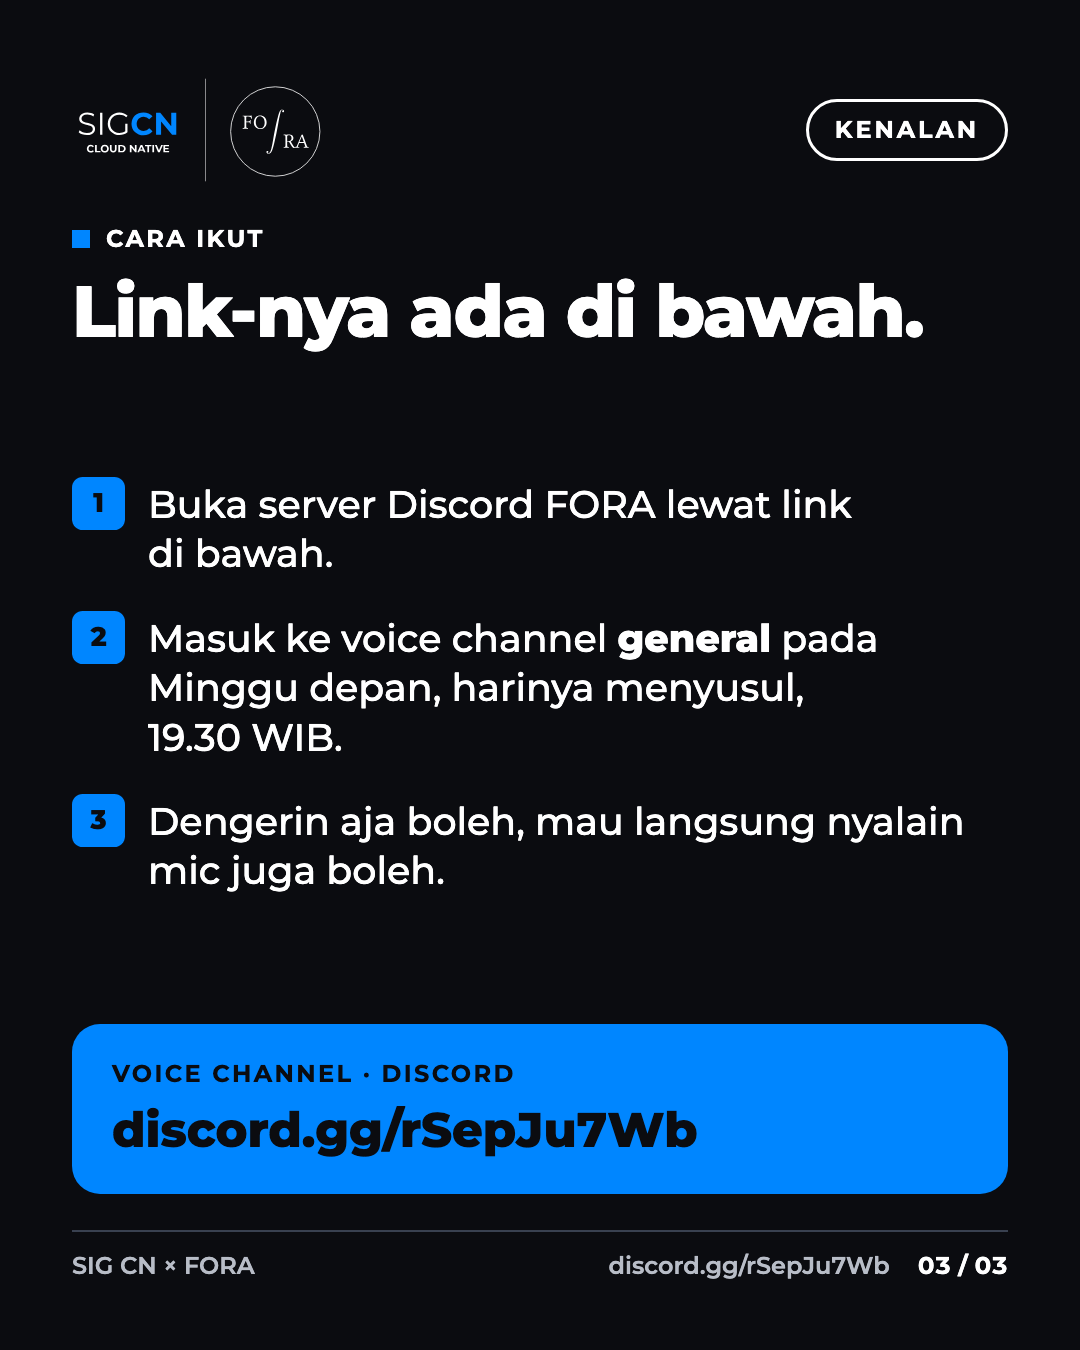 SIGCN
CLOUD NATIVE
FO
RA
KENALAN
CARA IKUT
Link-nya ada di bawah.
1
Buka server Discord FORA lewat link
di bawah.
2
Masuk ke voice channel general pada
Minggu depan, harinya menyusul,
19.30 WIB.
3
Dengerin aja boleh, mau langsung nyalain
mic juga boleh.
VOICE CHANNEL · DISCORD
discord.gg/rSepJu7Wb
SIG CN × FORA
discord.gg/rSepJu7Wb 03 / 03